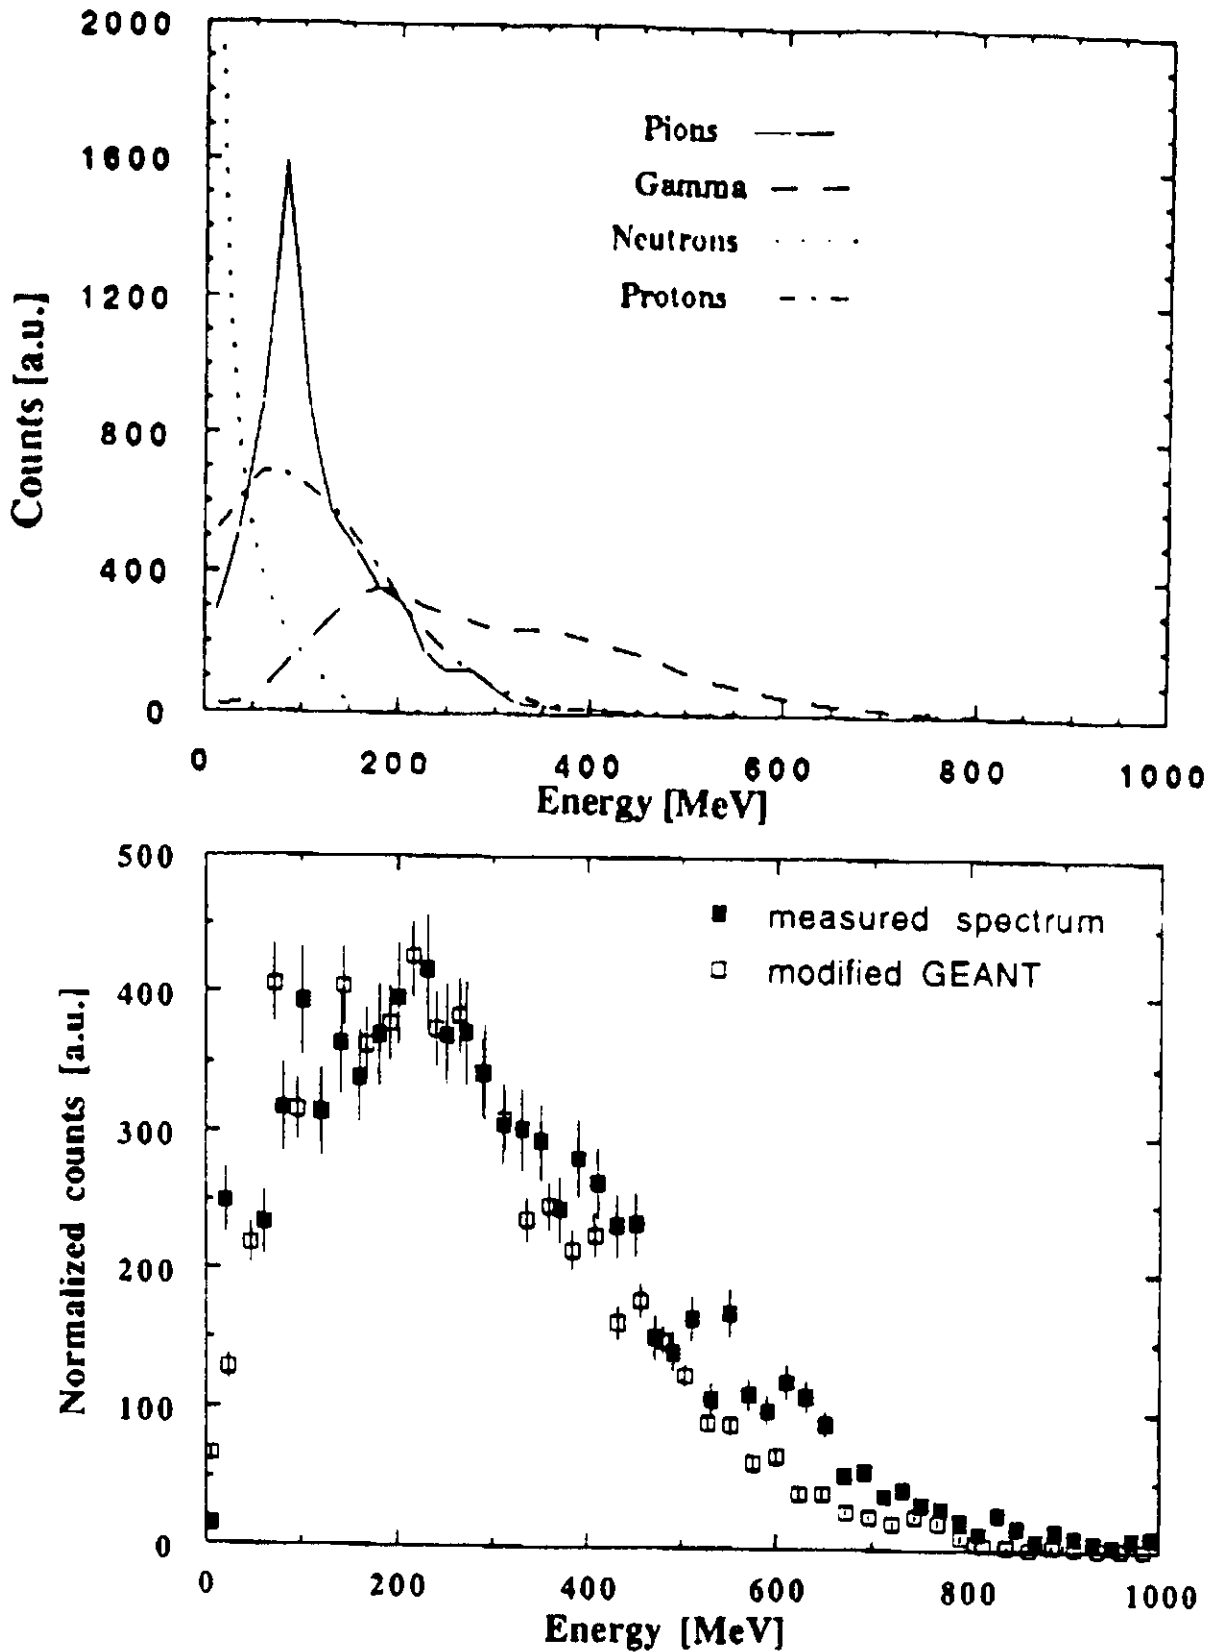 2000
1600
1200
800
400
0
Counts [a.u.]
Pions
Gamma
Neutrons
Protons
0 200 400 600 800 1000
Energy [MeV]
500
400
300
200
100
0
Normalized counts [a.u.]
measured spectrum
modified GEANT
0 200 400 600 800 1000
Energy [MeV]